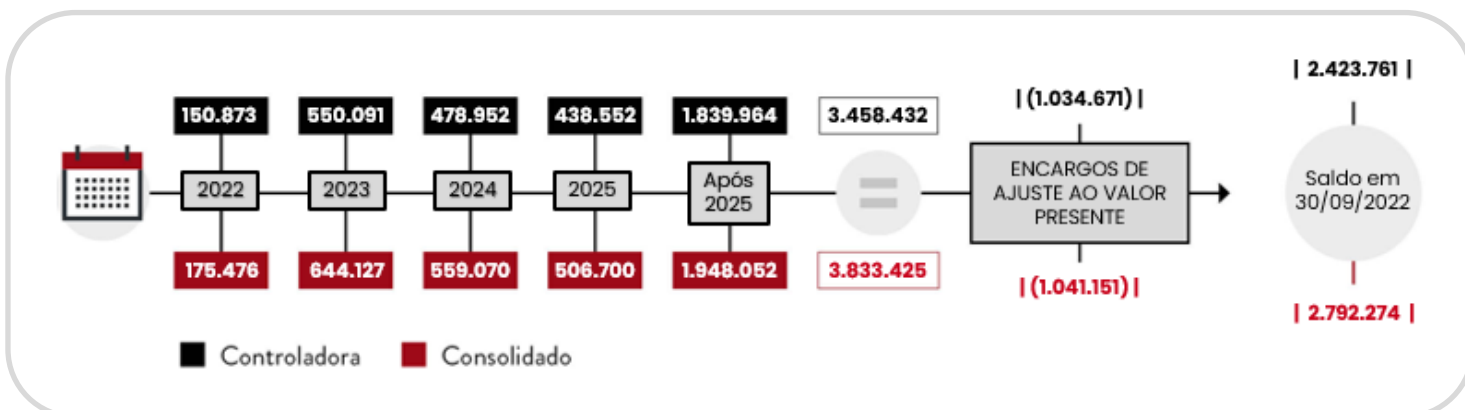 | 2.423.761 |
150.873 550.091 478.952 438.552 1.839.964 3.458.432 | (1.034.671) |
2022 2023 2024 2025 Após
2025
ENCARGOS DE
AJUSTE AO VALOR
PRESENTE
Saldo em
30/09/2022
175.476 644.127 559.070 506.700 1.948.052 3.833.425 | (1.041.151) |
| 2.792.274 |
Controladora Consolidado